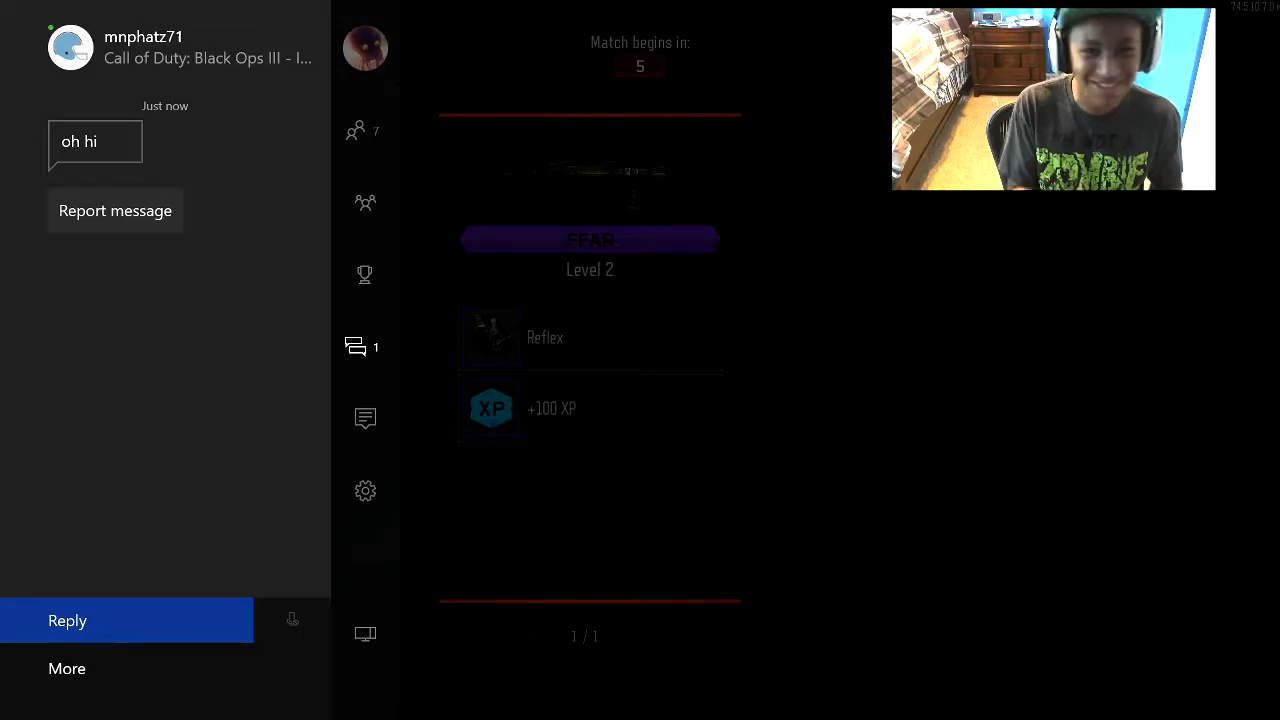 mnphatz71
Call of Duty: Black Ops III - I...
Just now
oh hi
Report message
Reply
More
7
1
Match begins in:
5
FFAR
Level 2
Reflex
XP
+100 XP
1 / 1
ZOMBIE